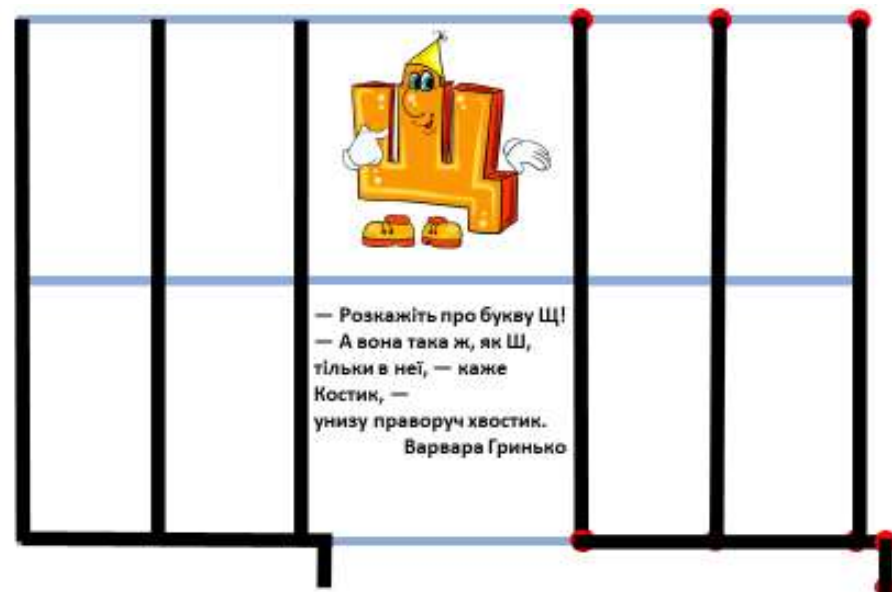 — Розкажіть про букву Щ!
— А вона така ж, як Ш,
тільки в неї, — каже
Костик, —
унизу праворуч хвостик.
Варвара Гринько